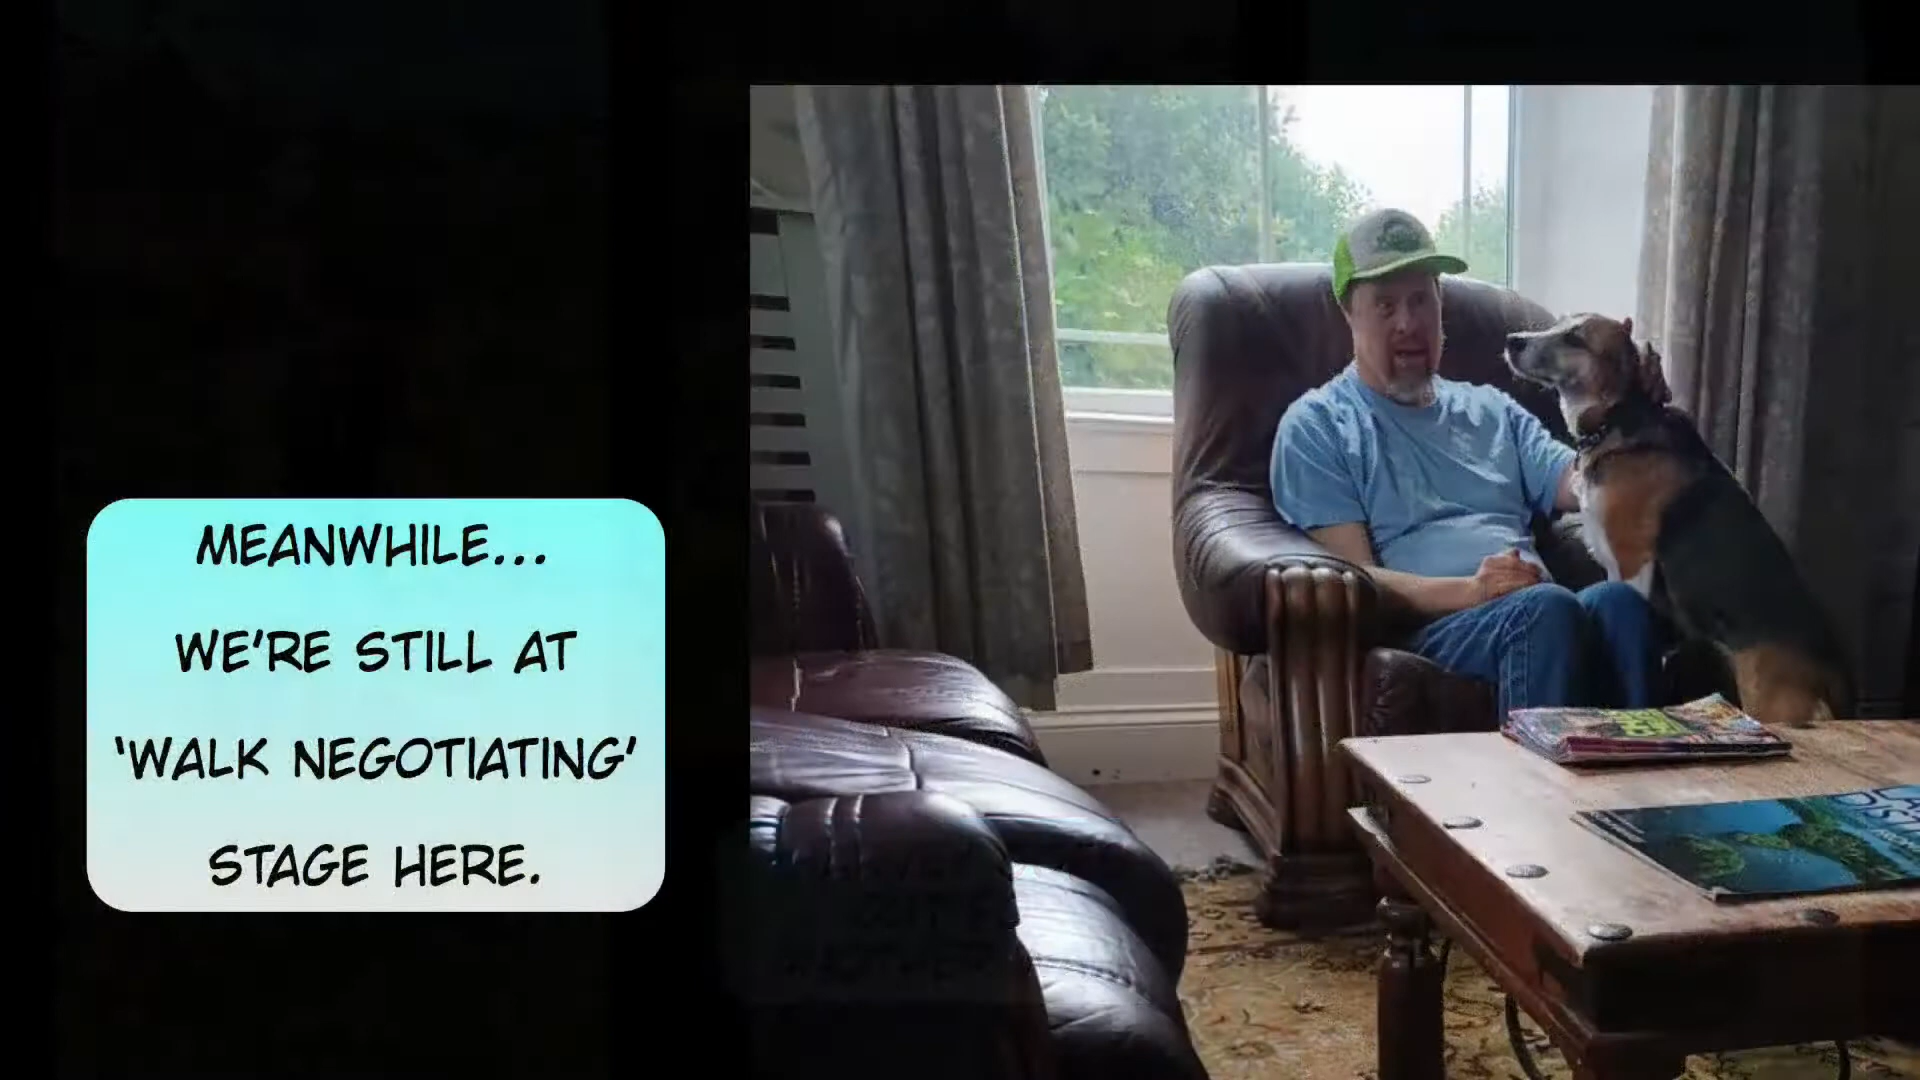 MEANWHILE...
WE'RE STILL AT
'WALK NEGOTIATING'
STAGE HERE.